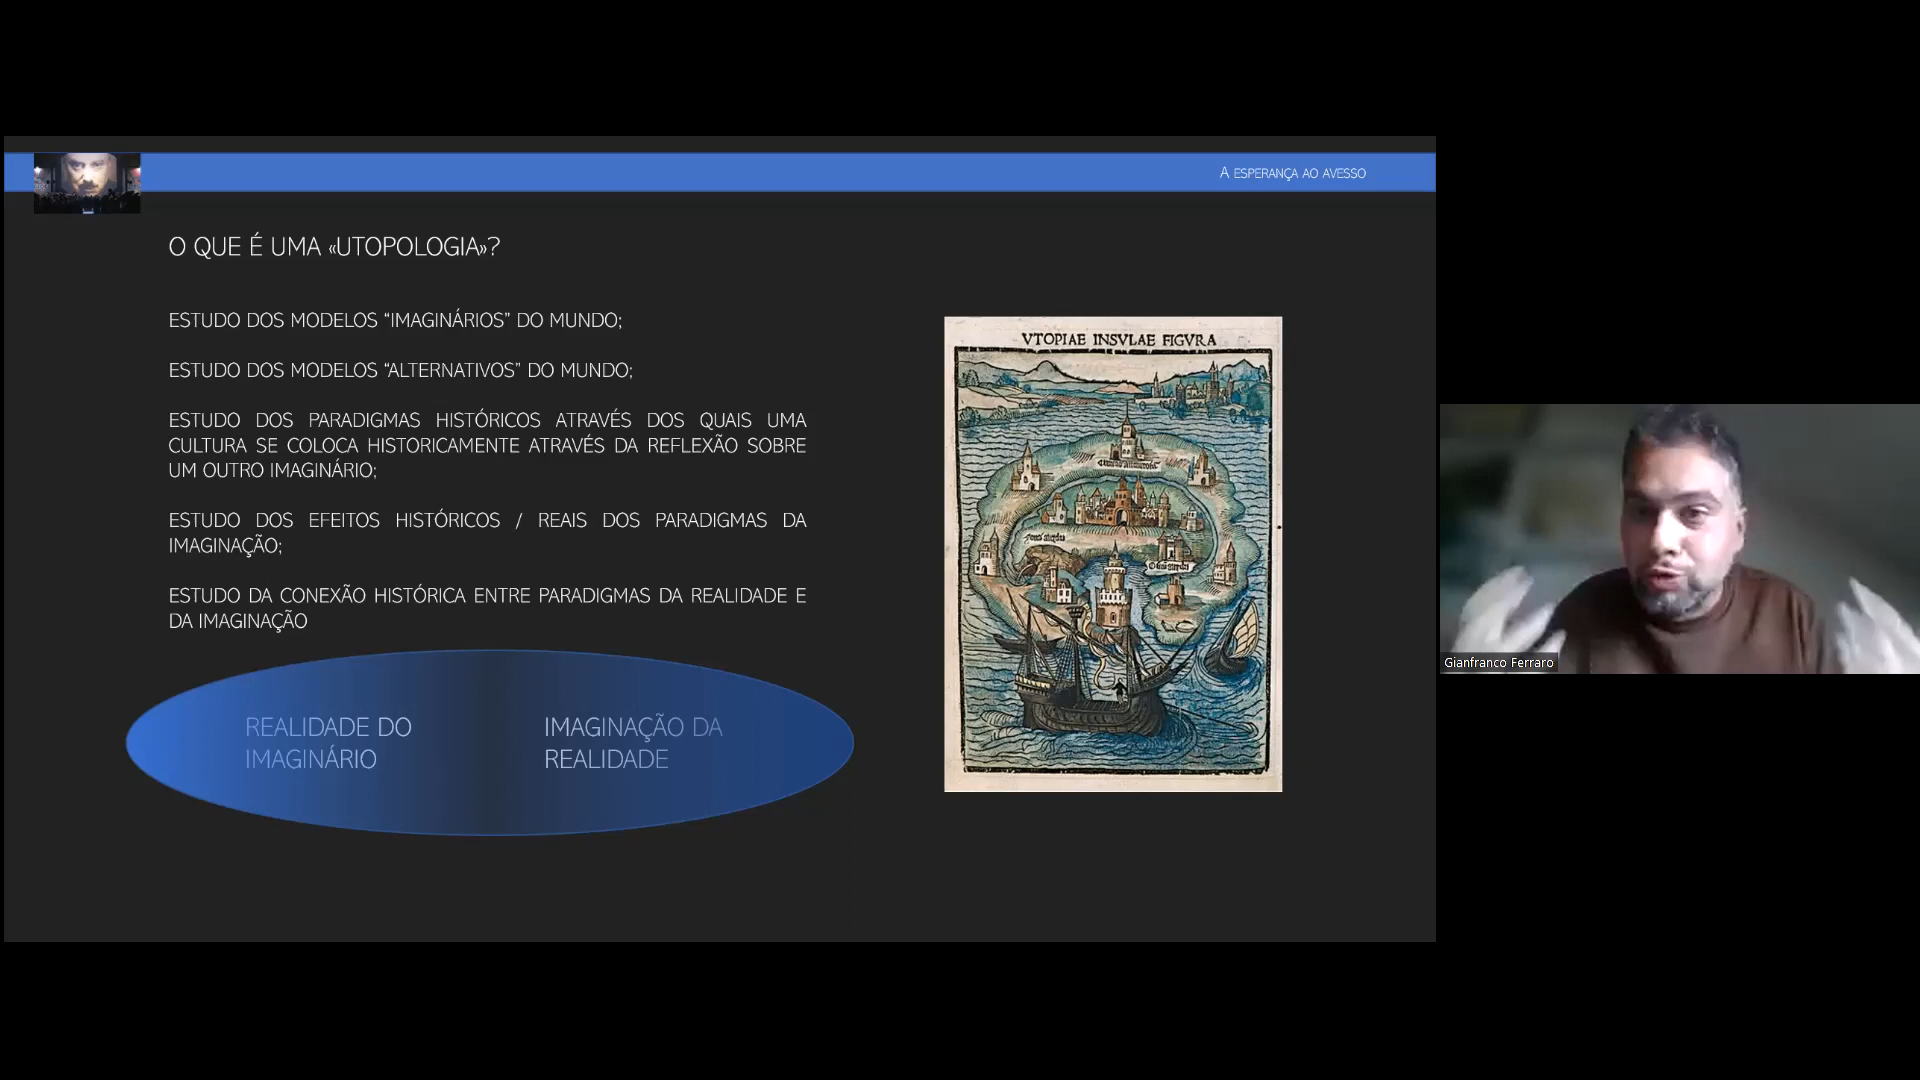 A ESPERANÇA AO AVESSO
O QUE É UMA «UTOPOLOGIA»?
ESTUDO DOS MODELOS “IMAGINÁRIOS” DO MUNDO;
ESTUDO DOS MODELOS “ALTERNATIVOS” DO MUNDO;
ESTUDO DOS PARADIGMAS HISTÓRICOS ATRAVÉS DOS QUAIS UMA
CULTURA SE COLOCA HISTORICAMENTE ATRAVÉS DA REFLEXÃO SOBRE
UM OUTRO IMAGINÁRIO;
ESTUDO DOS EFEITOS HISTÓRICOS / REAIS DOS PARADIGMAS DA
IMAGINAÇÃO;
ESTUDO DA CONEXÃO HISTÓRICA ENTRE PARADIGMAS DA REALIDADE E
DA IMAGINAÇÃO
REALIDADE DO
IMAGINÁRIO
IMAGINAÇÃO DA
REALIDADE
VTOPIAE INSVLAE FIGVRA
Gianfranco Ferraro